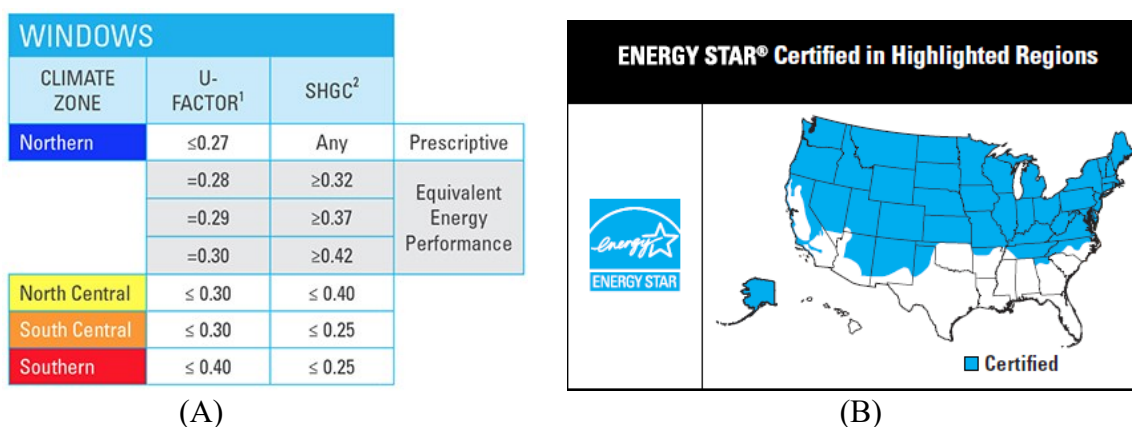 WINDOWS
CLIMATE
ZONE
U-
FACTOR¹
SHGC²
Northern
≤0.27
Any
Prescriptive
=0.28
≥0.32
=0.29
≥0.37
=0.30
≥0.42
Equivalent
Energy
Performance
North Central
≤ 0.30
≤ 0.40
South Central
≤ 0.30
≤ 0.25
Southern
≤ 0.40
≤ 0.25
(A)
ENERGY STAR® Certified in Highlighted Regions
energy
ENERGY STAR
Certified
(B)